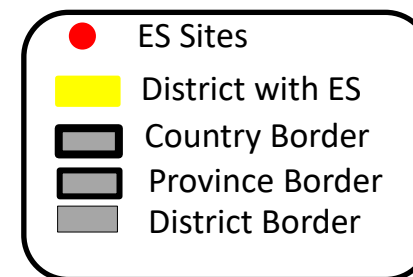 ES Sites
District with ES
Country Border
Province Border
District Border